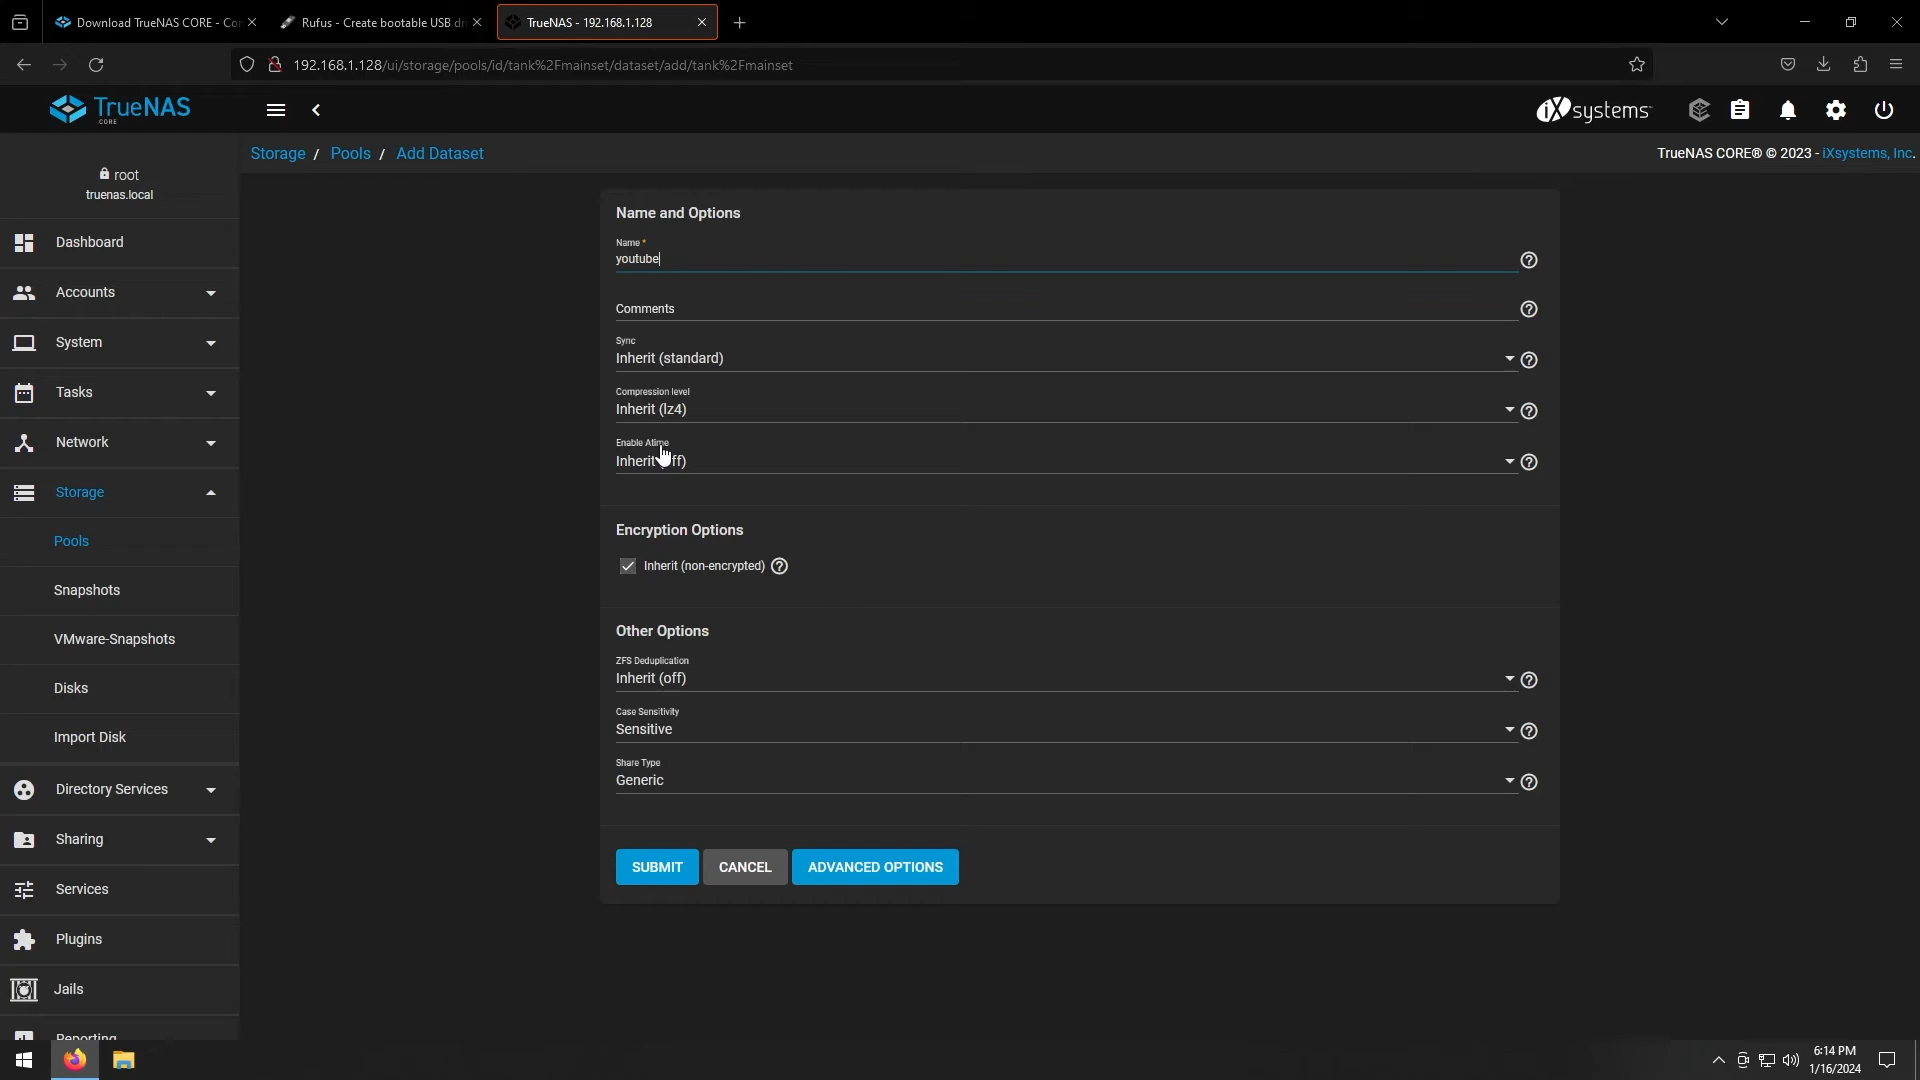 Download TrueNAS CORE - Co
Rufus - Create bootable USB dri
TrueNAS - 192.168.1.128
192.168.1.128/ui/storage/pools/id/tank%2Fmainset/dataset/add/tank%2Fmainset
TrueNAS
CORE
iXsystems
root
truenas.local
Storage / Pools / Add Dataset
TrueNAS CORE® © 2023 - iXsystems, Inc.
Dashboard
Accounts
System
Tasks
Network
Storage
Pools
Snapshots
VMware-Snapshots
Disks
Import Disk
Directory Services
Sharing
Services
Plugins
Jails
Reporting
Name and Options
Name *
youtube
Comments
Sync
Inherit (standard)
Compression level
Inherit (lz4)
Enable Atime
Inherit ff)
Encryption Options
Inherit (non-encrypted)
Other Options
ZFS Deduplication
Inherit (off)
Case Sensitivity
Sensitive
Share Type
Generic
SUBMIT CANCEL ADVANCED OPTIONS
6:14 PM
1/16/2024